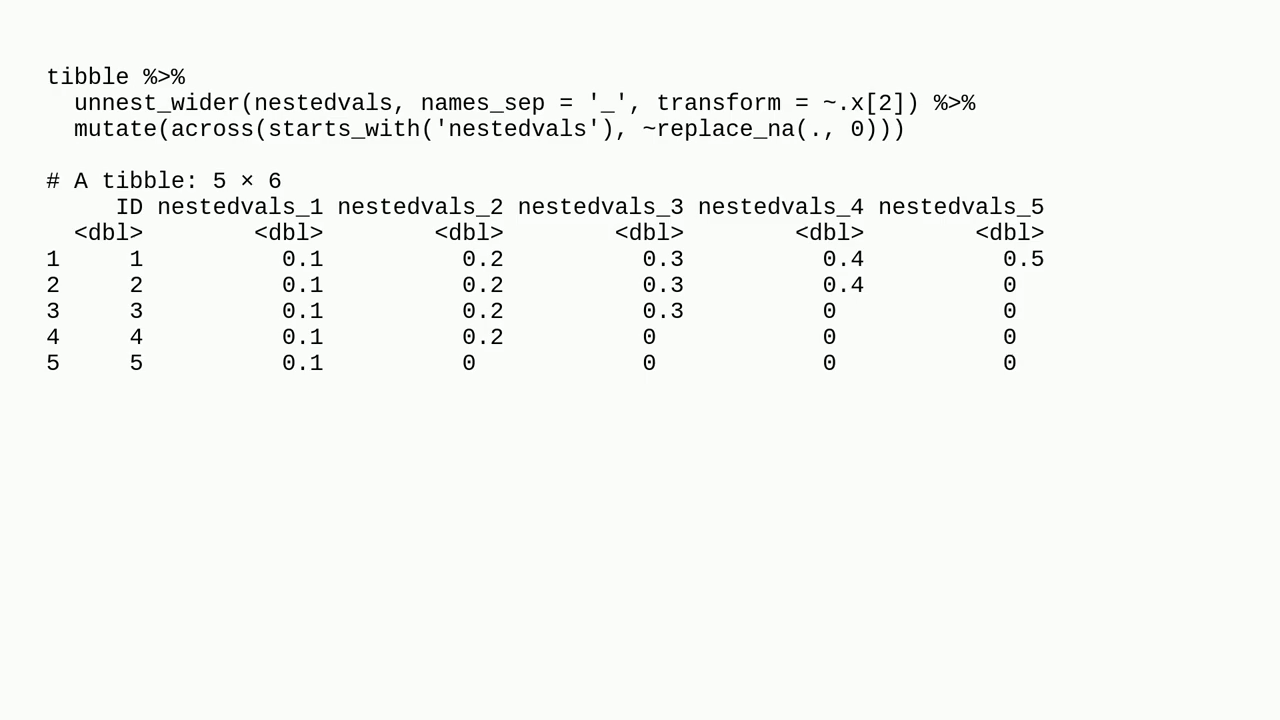 tibble %>%
  unnest_wider(nestedvals, names_sep = '_', transform = ~.x[2]) %>%
  mutate(across(starts_with('nestedvals'), ~replace_na(., 0)))

# A tibble: 5 × 6
     ID nestedvals_1 nestedvals_2 nestedvals_3 nestedvals_4 nestedvals_5
  <dbl>        <dbl>        <dbl>        <dbl>        <dbl>        <dbl>
1     1          0.1          0.2          0.3          0.4          0.5
2     2          0.1          0.2          0.3          0.4          0
3     3          0.1          0.2          0.3          0            0
4     4          0.1          0.2          0            0            0
5     5          0.1          0            0            0            0